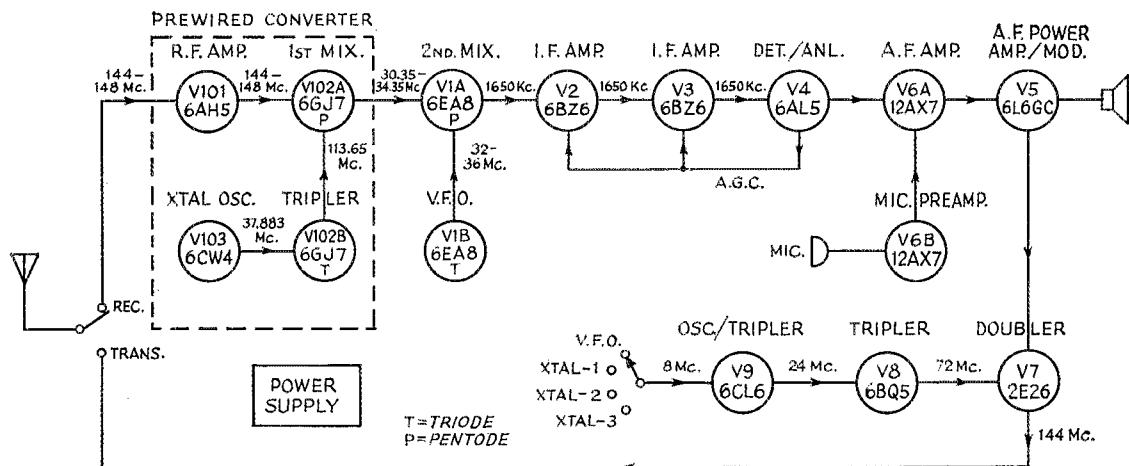 PREWIRED CONVERTER
R.F. AMP.
1ST MIX.
2ND. MIX.
I.F. AMP.
I.F. AMP.
DET./ANL.
A.F. AMP.
A.F. POWER
AMP./MOD.
144-
148 MC.
V101
6AH5
144-
148 MC.
V102A
6GJ7
P
30.35-
34.35 Mc.
V1A
6EA8
P
1650 Kc.
V2
6BZ6
1650 Kc.
V3
6BZ6
1650 Kc.
V4
6AL5
V6A
12AX7
V5
6L6GC
113.65
Mc.
32-
36 Mc.
A.G.C.
XTAL OSC.
TRIPLER
V.F.O.
MIC. PREAMP.
V103
6CW4
37.883
Mc.
V102B
6GJ7
T
V1B
6EA8
T
MIC.
V6B
12AX7
REC.
TRANS.
POWER
SUPPLY
T = TRIODE
P = PENTODE
V.F.O.
XTAL-1
XTAL-2
XTAL-3
OSC./TRIPLER
TRIPLER
DOUBLER
8 Mc.
V9
6CL6
24 Mc.
V8
6BQ5
72 Mc.
V7
2E26
144 Mc.